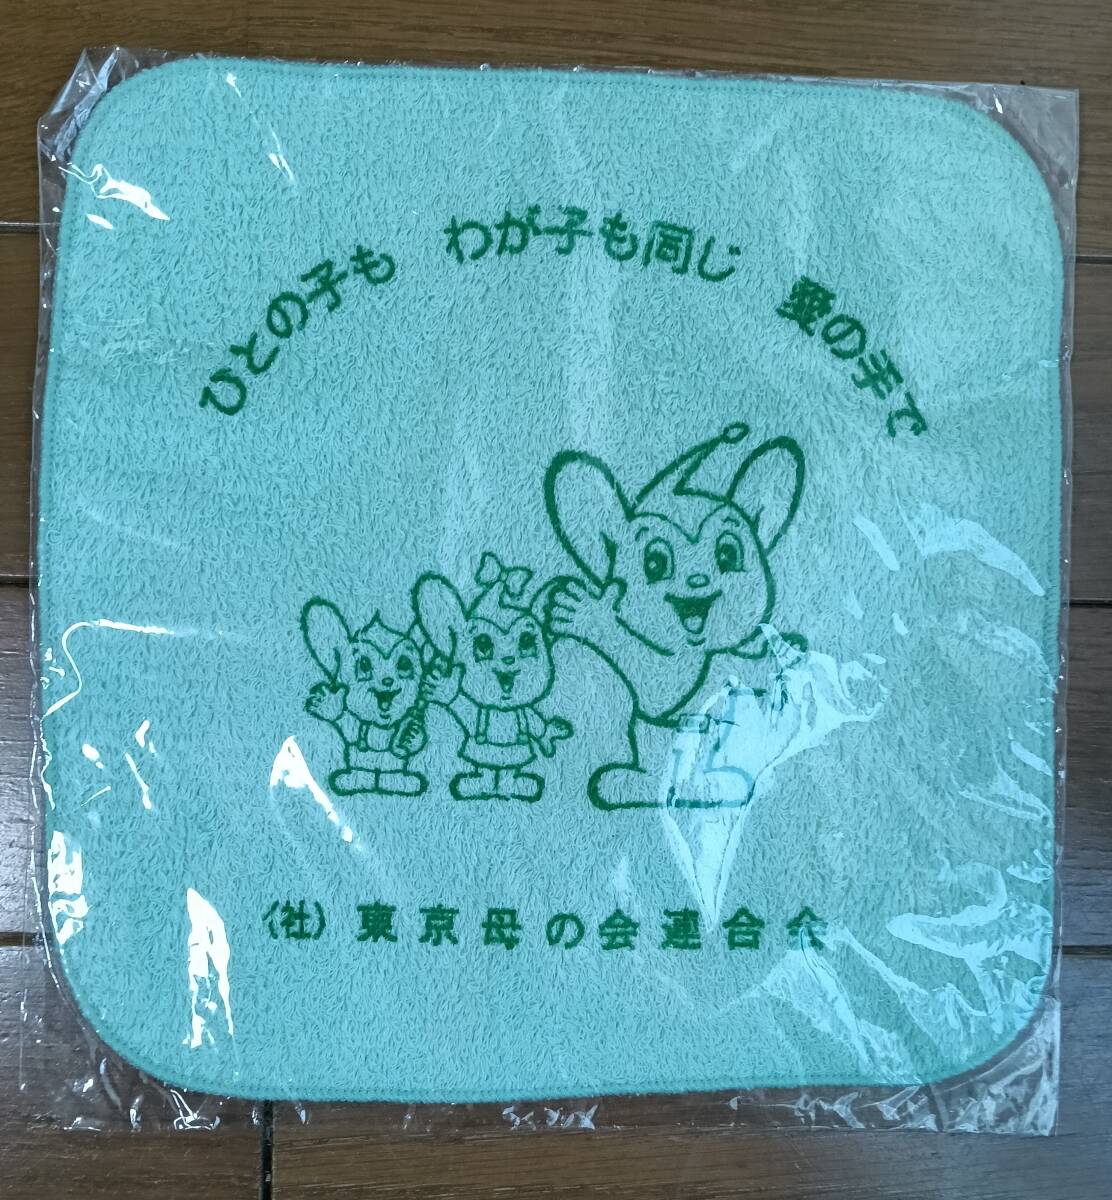 ひとの子も わが子も同じ 愛の手で
(社) 東京母の会連合会